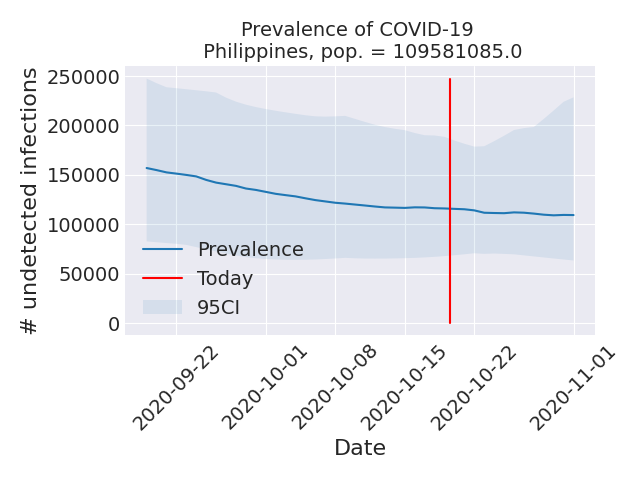 Prevalence of COVID-19
Philippines, pop. = 109581085.0
# undetected infections
250000
200000
150000
100000
50000
0
Prevalence
Today
95CI
2020-09-22
2020-10-01
2020-10-08
2020-10-15
2020-10-22
2020-11-01
Date